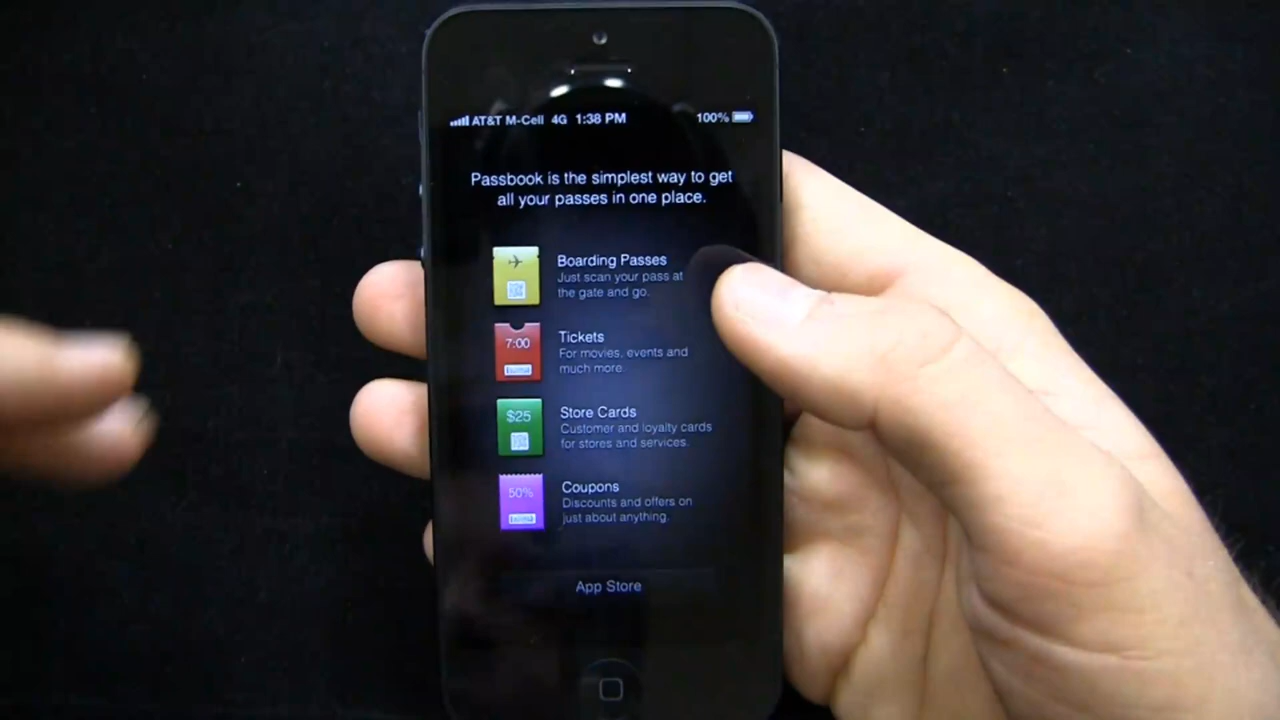 AT&T M-Cell 4G 1:38 PM 100%
Passbook is the simplest way to get
all your passes in one place.
Boarding Passes
Just scan your pass at
the gate and go.
7:00
Tickets
For movies, events and
much more.
$25
Store Cards
Customer and loyalty cards
for stores and services.
50%
Coupons
Discounts and offers on
just about anything.
App Store